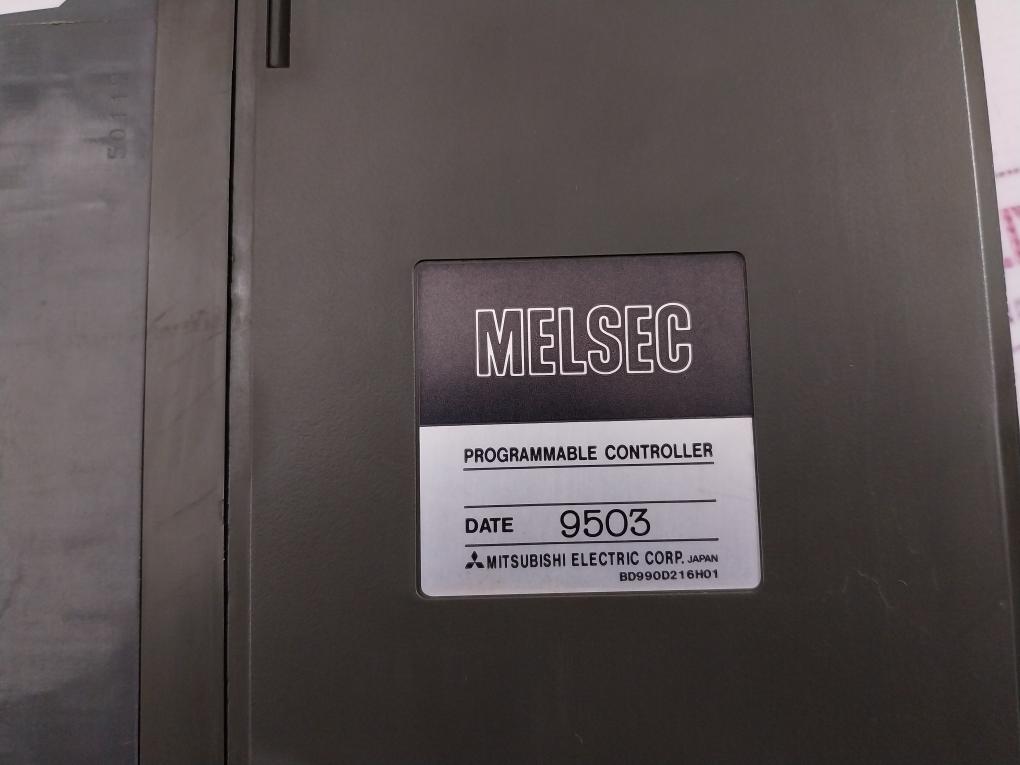 MELSEC
PROGRAMMABLE CONTROLLER
DATE 9503
MITSUBISHI ELECTRIC CORP. JAPAN
BD990D216H01